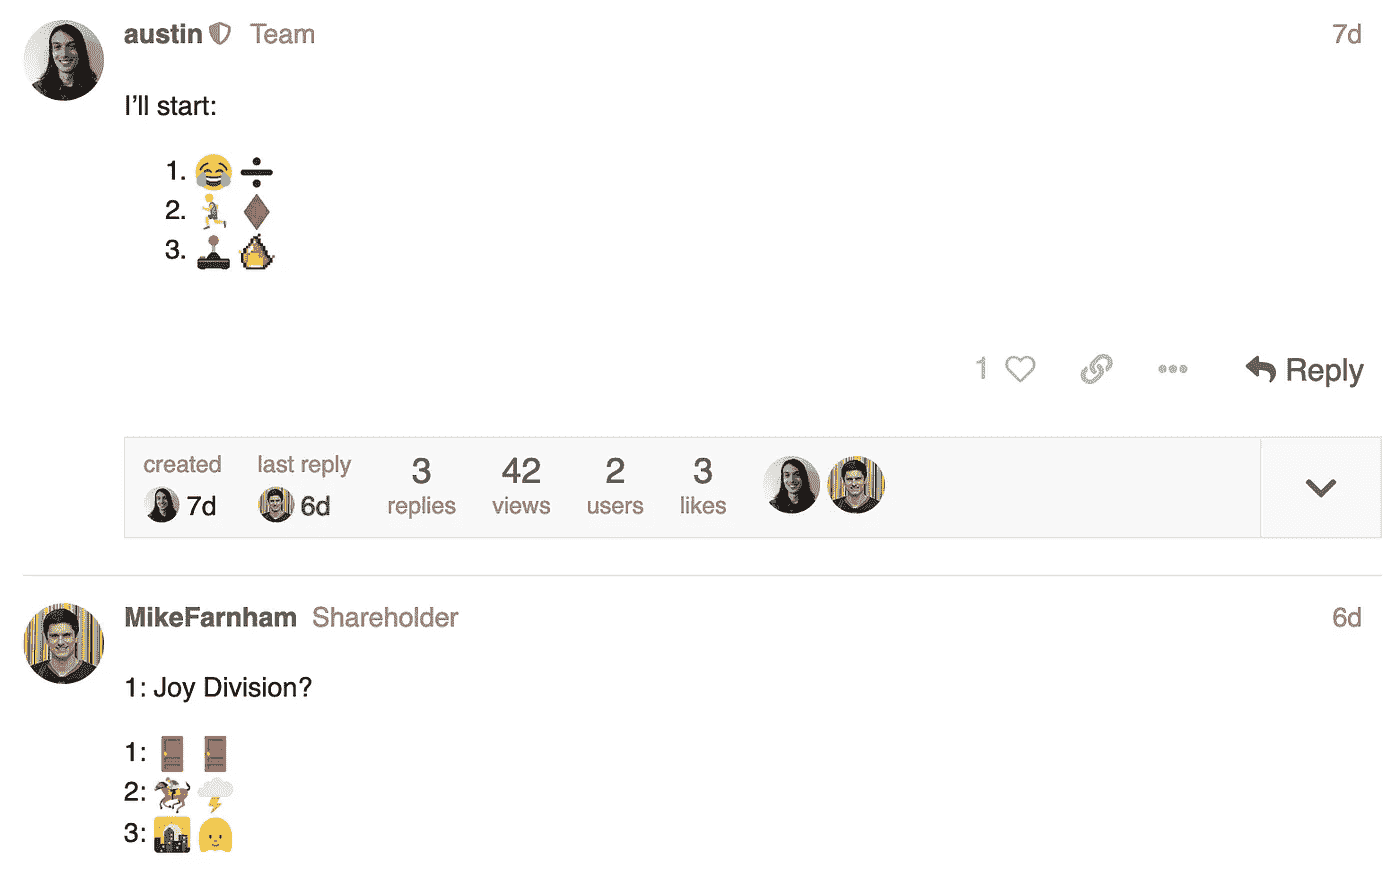 austin Team 7d
I'll start:
1. 😂 ➗
2. 🏃 ♦
3. 🕹 🔥
1 Reply
created last reply 3 42 2 3
7d 6d replies views users likes
MikeFarnham Shareholder 6d
1: Joy Division?
1: 🚪 🚪
2: 🏇 🌩
3: 🌇 👩